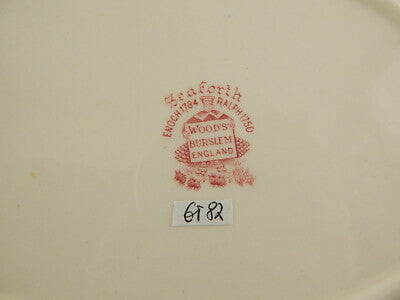 Seaforth
ENOCH 1784 RALPH 1750
WOOD'S
BURSLEM
ENGLAND
GT 82